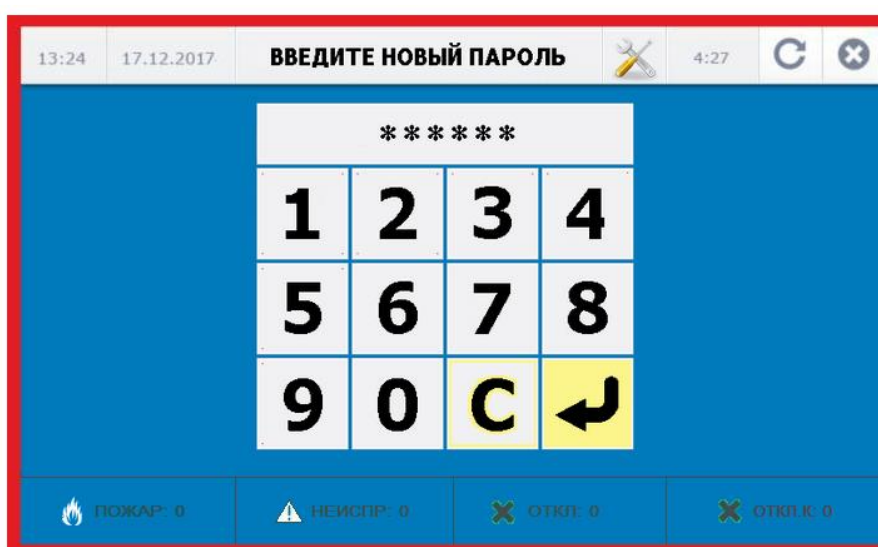 13:24 17.12.2017 ВВЕДИТЕ НОВЫЙ ПАРОЛЬ 4:27
******
1 2 3 4
5 6 7 8
9 0 C
ПОЖАР: 0 НЕИСПР: 0 ОТКЛ: 0 ОТКЛ.К: 0